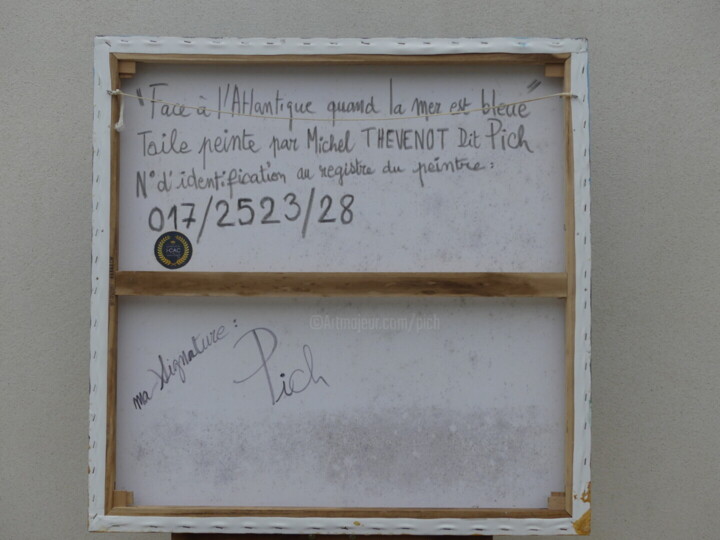 "Face à l'Atlantique quand la mer est bleue"
Toile peinte par Michel THEVENOT Dit Pich
N° d'identification au registre du peintre :
017/2523/28
©Artmajeur.com/pich
ma Signature :
Pich